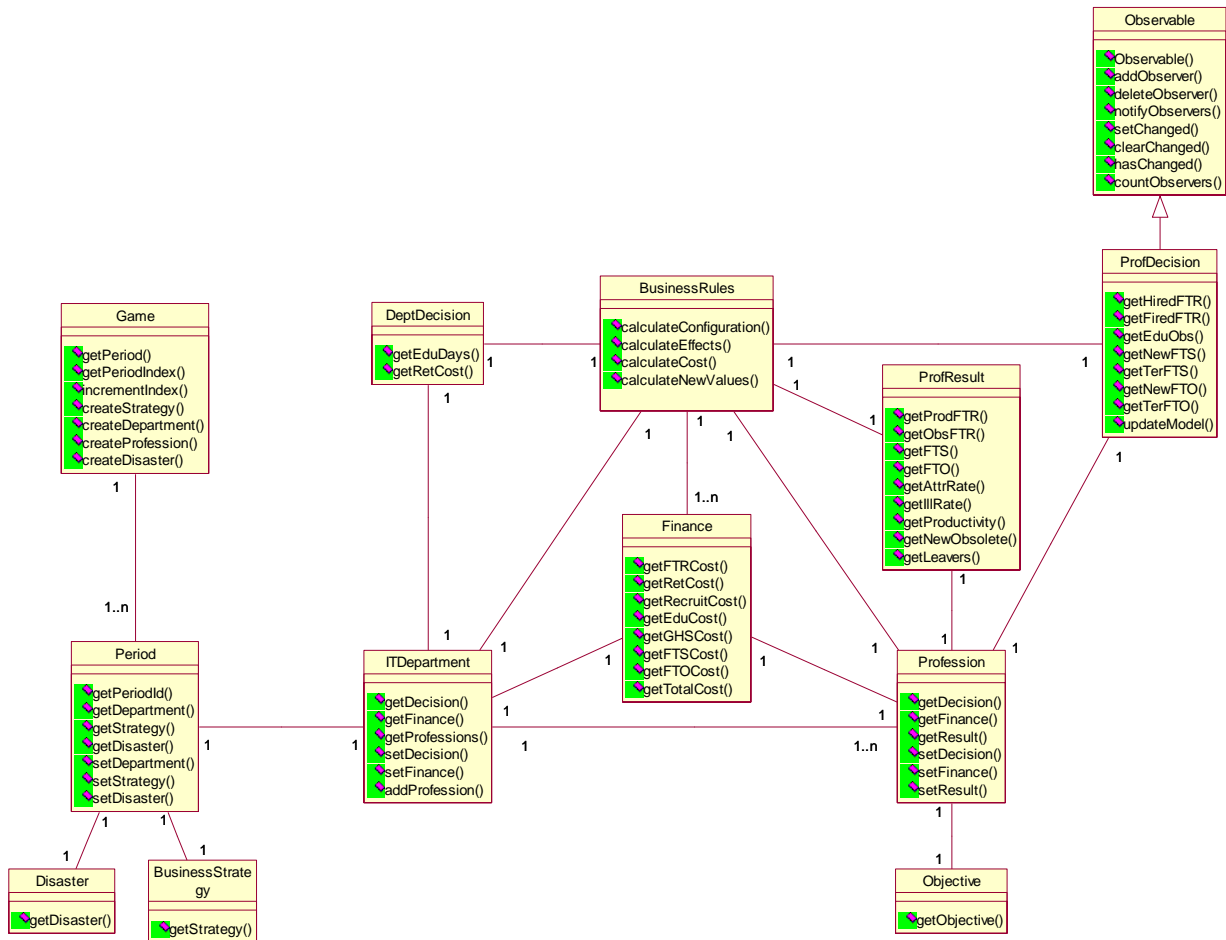 Observable
Observable()
addObserver()
deleteObserver()
notifyObservers()
setChanged()
clearChanged()
hasChanged()
countObservers()
ProfDecision
getHiredFTR()
getFiredFTR()
getEduObs()
getNewFTS()
getTerFTS()
getNewFTO()
getTerFTO()
updateModel()
1
1
BusinessRules
calculateConfiguration()
calculateEffects()
calculateCost()
calculateNewValues()
1
1
1
1
1
1
DeptDecision
getEduDays()
getRetCost()
1
1
Game
getPeriod()
getPeriodIndex()
incrementIndex()
createStrategy()
createDepartment()
createProfession()
createDisaster()
1
1..n
ProfResult
getProdFTR()
getObsFTR()
getFTS()
getFTO()
getAttrRate()
getIllRate()
getProductivity()
getNewObsolete()
getLeavers()
1
1
1..n
Finance
getFTRCost()
getRetCost()
getRecruitCost()
getEduCost()
getGHSCost()
getFTSCost()
getFTOCost()
getTotalCost()
1
1
Period
getPeriodId()
getDepartment()
getStrategy()
getDisaster()
setDepartment()
setStrategy()
setDisaster()
1
1
1
ITDepartment
getDecision()
getFinance()
getProfessions()
setDecision()
setFinance()
addProfession()
1
1
1
1
1
Profession
getDecision()
getFinance()
getResult()
setDecision()
setFinance()
setResult()
1
1
1
1
1..n
1
Disaster
getDisaster()
1
BusinessStrate
gy
getStrategy()
1
Objective
getObjective()
1